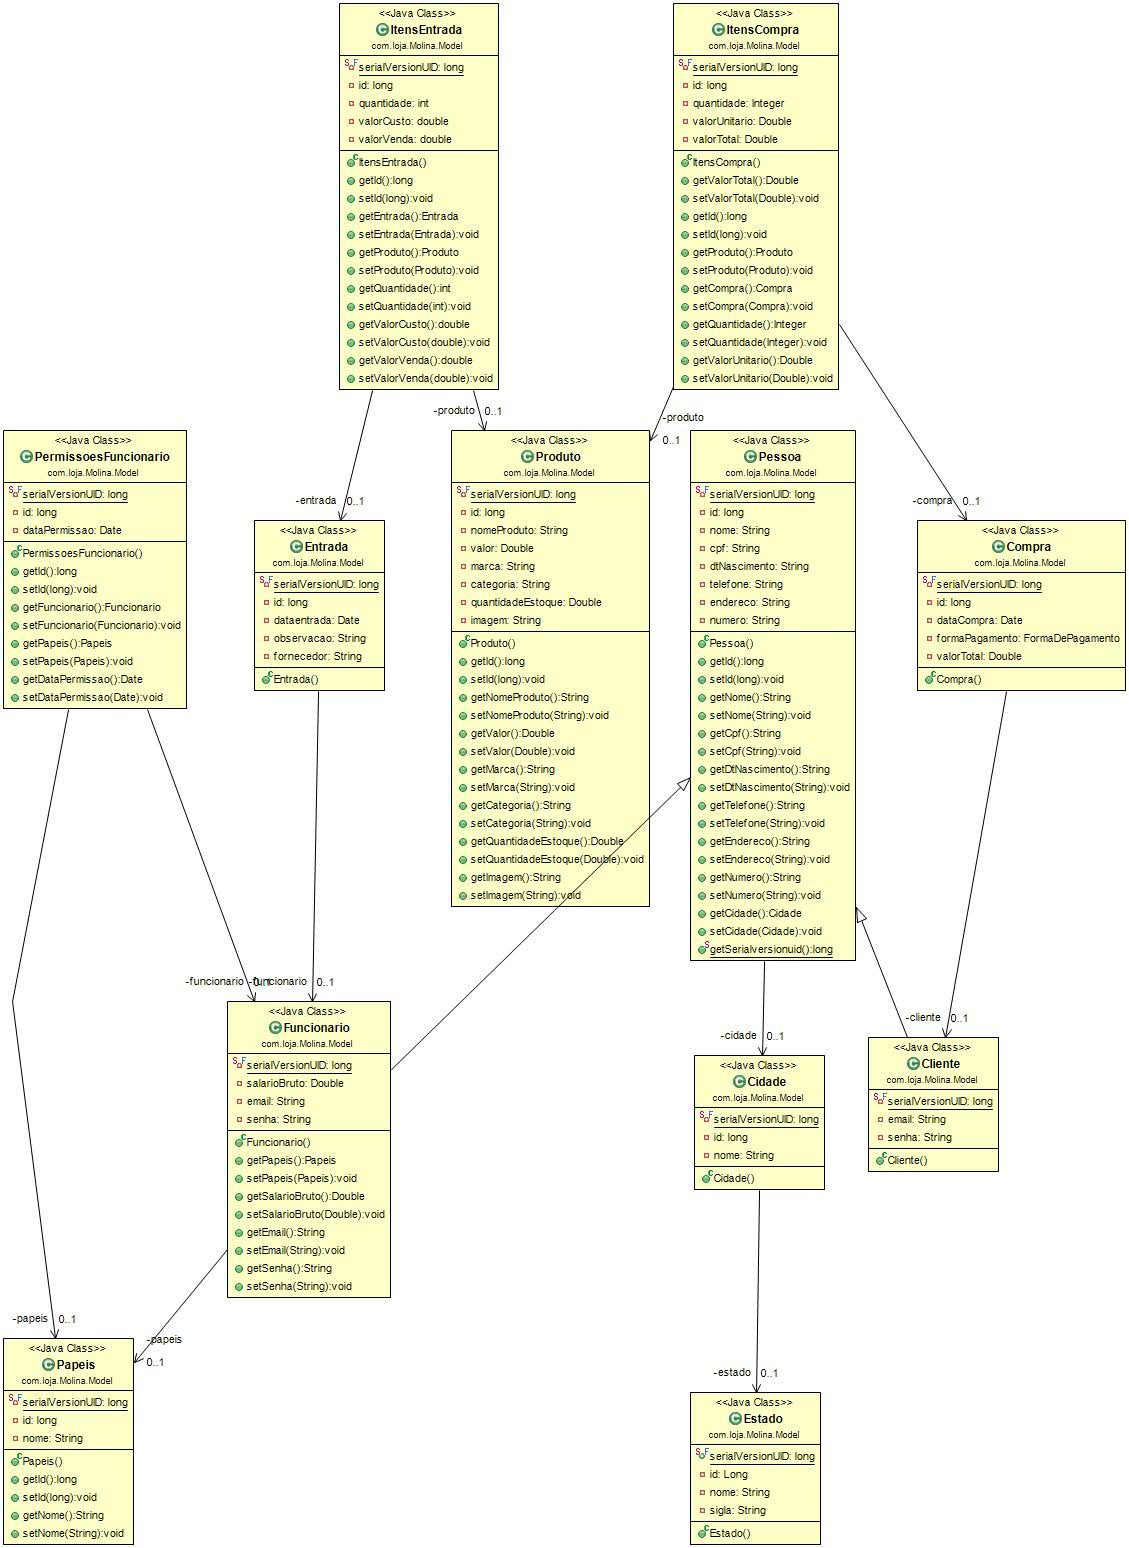 <<Java Class>>
ItensEntrada
com.loja.Molina.Model
serialVersionUID: long
id: long
quantidade: int
valorCusto: double
valorVenda: double
ItensEntrada()
getId():long
setId(long):void
getEntrada():Entrada
setEntrada(Entrada):void
getProduto():Produto
setProduto(Produto):void
getQuantidade():int
setQuantidade(int):void
getValorCusto():double
setValorCusto(double):void
getValorVenda():double
setValorVenda(double):void
<<Java Class>>
ItensCompra
com.loja.Molina.Model
serialVersionUID: long
id: long
quantidade: Integer
valorUnitario: Double
valorTotal: Double
ItensCompra()
getValorTotal():Double
setValorTotal(Double):void
getId():long
setId(long):void
getProduto():Produto
setProduto(Produto):void
getCompra():Compra
setCompra(Compra):void
getQuantidade():Integer
setQuantidade(Integer):void
getValorUnitario():Double
setValorUnitario(Double):void
-produto 0..1
-produto
0..1
-entrada 0..1
-compra 0..1
<<Java Class>>
PermissoesFuncionario
com.loja.Molina.Model
serialVersionUID: long
id: long
dataPermissao: Date
PermissoesFuncionario()
getId():long
setId(long):void
getFuncionario():Funcionario
setFuncionario(Funcionario):void
getPapeis():Papeis
setPapeis(Papeis):void
getDataPermissao():Date
setDataPermissao(Date):void
<<Java Class>>
Entrada
com.loja.Molina.Model
serialVersionUID: long
id: long
dataentrada: Date
observacao: String
fornecedor: String
Entrada()
<<Java Class>>
Produto
com.loja.Molina.Model
serialVersionUID: long
id: long
nomeProduto: String
valor: Double
marca: String
categoria: String
quantidadeEstoque: Double
imagem: String
Produto()
getId():long
setId(long):void
getNomeProduto():String
setNomeProduto(String):void
getValor():Double
setValor(Double):void
getMarca():String
setMarca(String):void
getCategoria():String
setCategoria(String):void
getQuantidadeEstoque():Double
setQuantidadeEstoque(Double):void
getImagem():String
setImagem(String):void
<<Java Class>>
Pessoa
com.loja.Molina.Model
serialVersionUID: long
id: long
nome: String
cpf: String
dtNascimento: String
telefone: String
endereco: String
numero: String
Pessoa()
getId():long
setId(long):void
getNome():String
setNome(String):void
getCpf():String
setCpf(String):void
getDtNascimento():String
setDtNascimento(String):void
getTelefone():String
setTelefone(String):void
getEndereco():String
setEndereco(String):void
getNumero():String
setNumero(String):void
getCidade():Cidade
setCidade(Cidade):void
getSerialversionuid():long
<<Java Class>>
Compra
com.loja.Molina.Model
serialVersionUID: long
id: long
dataCompra: Date
formaPagamento: FormaDePagamento
valorTotal: Double
Compra()
-funcionario 0..1
-funcionario 0..1
-cidade 0..1
-cliente 0..1
<<Java Class>>
Funcionario
com.loja.Molina.Model
serialVersionUID: long
salarioBruto: Double
email: String
senha: String
Funcionario()
getPapeis():Papeis
setPapeis(Papeis):void
getSalarioBruto():Double
setSalarioBruto(Double):void
getEmail():String
setEmail(String):void
getSenha():String
setSenha(String):void
<<Java Class>>
Cidade
com.loja.Molina.Model
serialVersionUID: long
id: long
nome: String
Cidade()
<<Java Class>>
Cliente
com.loja.Molina.Model
serialVersionUID: long
email: String
senha: String
Cliente()
-papeis 0..1
-papeis
0..1
-estado 0..1
<<Java Class>>
Papeis
com.loja.Molina.Model
serialVersionUID: long
id: long
nome: String
Papeis()
getId():long
setId(long):void
getNome():String
setNome(String):void
<<Java Class>>
Estado
com.loja.Molina.Model
serialVersionUID: long
id: Long
nome: String
sigla: String
Estado()